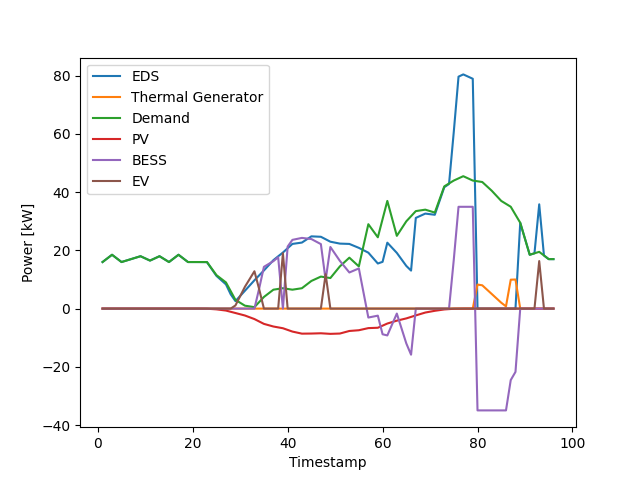 EDS
Thermal Generator
Demand
PV
BESS
EV
Power [kW]
80
60
40
20
0
−20
−40
0 20 40 60 80 100
Timestamp